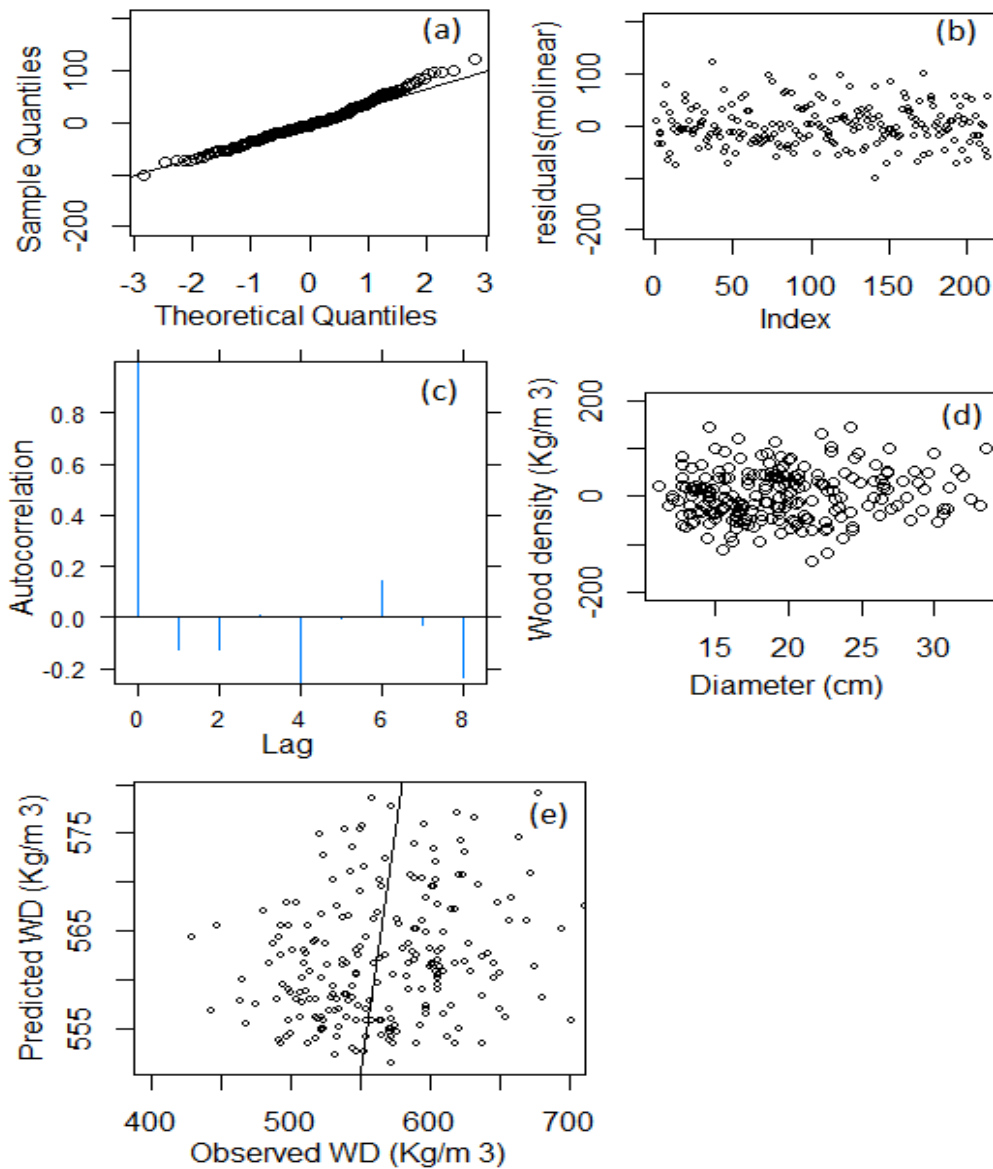 (a)
Sample Quantiles
100
0
-200
-3 -2 -1 0 1 2 3
Theoretical Quantiles
(b)
residuals(molinear)
100
0
-200
0 50 100 150 200
Index
(c)
Autocorrelation
0.8
0.6
0.4
0.2
0.0
-0.2
0 2 4 6 8
Lag
(d)
Wood density (Kg/m 3)
200
0
-200
15 20 25 30
Diameter (cm)
(e)
Predicted WD (Kg/m 3)
575
565
555
400 500 600 700
Observed WD (Kg/m 3)